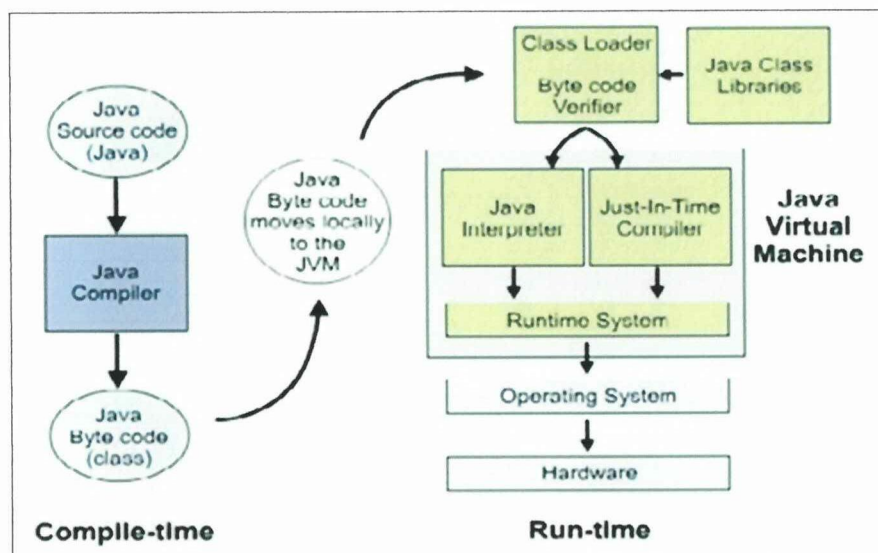 Java
Source code
(Java)
Java
Compiler
Java
Byte code
(class)
Compile-time
Java
Byte code
moves locally
to the
JVM
Class Loader
Byte code
Verifier
Java Class
Libraries
Java
Interpreter
Just-In-Time
Compiler
Java
Virtual
Machine
Runtime System
Operating System
Hardware
Run-time